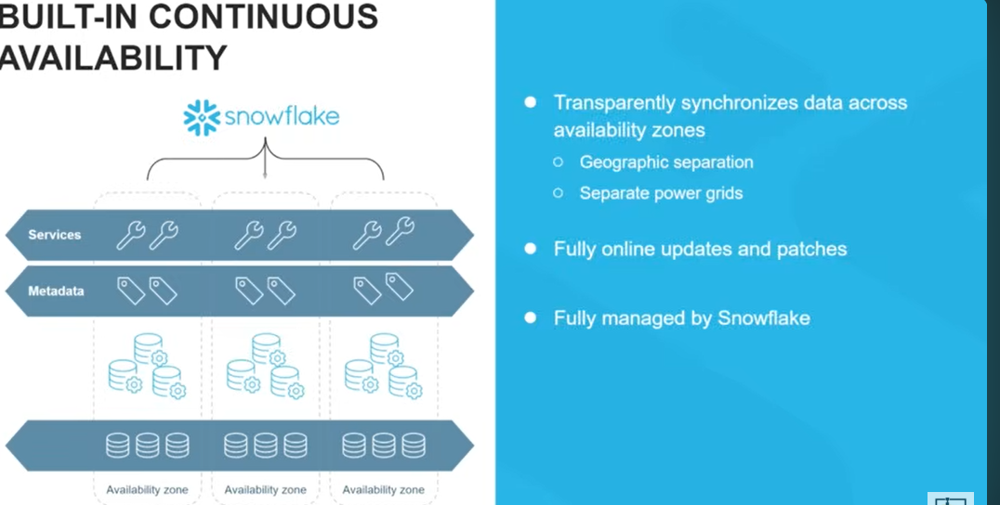 BUILT-IN CONTINUOUS
AVAILABILITY
snowflake
Services
Metadata
Availability zone
Availability zone
Availability zone
Transparently synchronizes data across
availability zones
Geographic separation
Separate power grids
Fully online updates and patches
Fully managed by Snowflake